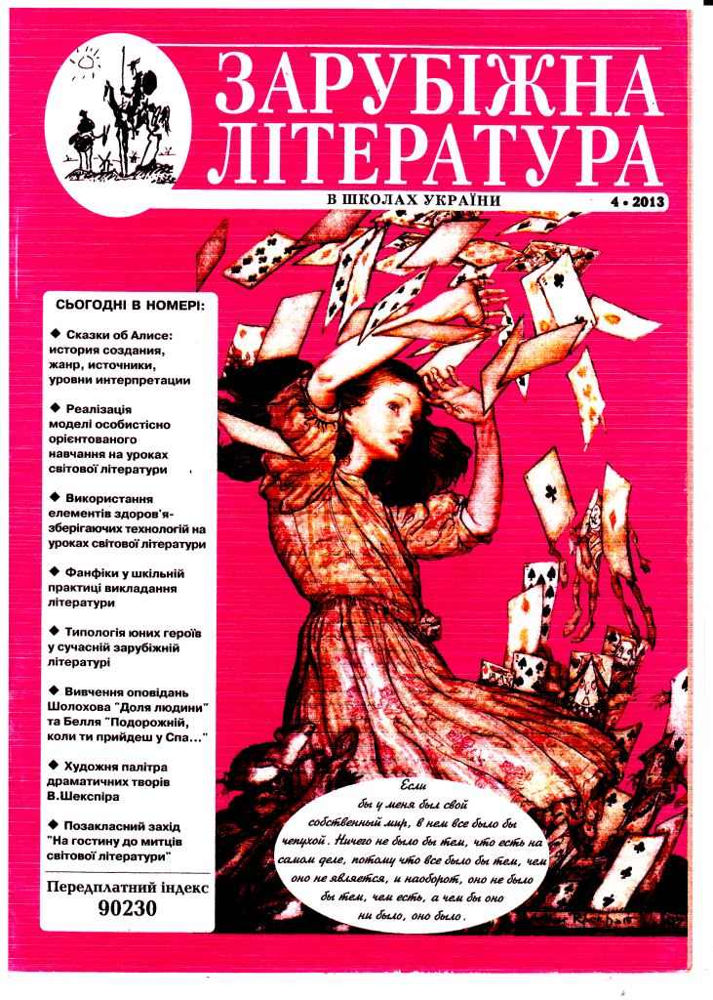 ЗАРУБІЖНА
ЛІТЕРАТУРА
В ШКОЛАХ УКРАЇНИ
4 • 2013
СЬОГОДНІ В НОМЕРІ:
◆ Сказки об Алисе:
история создания,
жанр, источники,
уровни интерпретации
◆ Реалізація
моделі особистісно
орієнтованого
навчання на уроках
світової літератури
◆ Використання
елементів здоров'я-
зберігаючих технологій на
уроках світової літератури
◆ Фанфіки у шкільній
практиці викладання
літератури
◆ Типологія юних героїв
у сучасній зарубіжній
літературі
◆ Вивчення оповідань
Шолохова "Доля людини"
та Белля "Подорожній,
коли ти прийдеш у Спа..."
◆ Художня палітра
драматичних творів
В.Шекспіра
◆ Позакласний захід
"На гостину до митців
світової літератури"
Передплатний індекс
90230
Если
бы у меня был свой
собственный мир, в нем все было бы
чепухой. Ничего не было бы тем, что есть на
самом деле, потому что все было бы тем, чем
оно не является, и наоборот, оно не было
бы тем, чем есть, а чем бы оно
ни было, оно было.